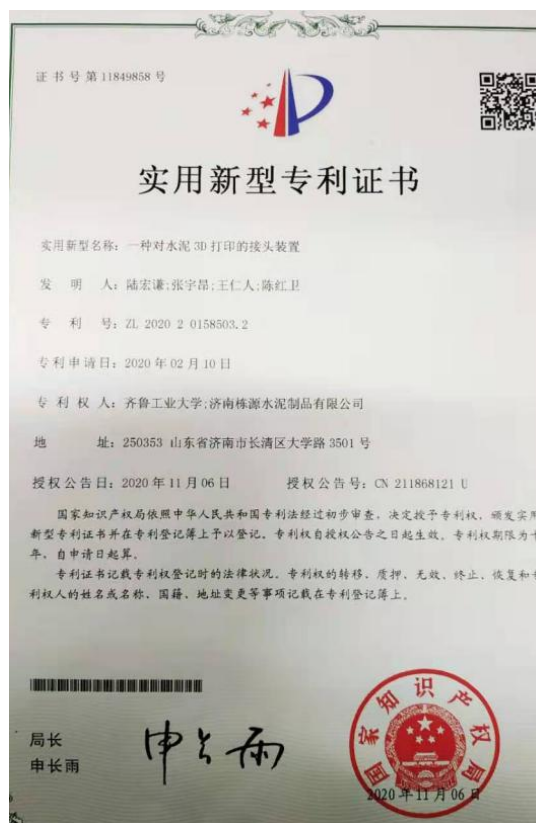 证书号第11849858号
实用新型专利证书
实用新型名称：一种对水泥3D打印的接头装置
发明人：陆宏谦;张宇昂;王仁人;陈红卫
专利号：ZL 2020 2 0158503.2
专利申请日：2020年02月10日
专利权人：齐鲁工业大学;济南栋源水泥制品有限公司
地址：250353 山东省济南市长清区大学路3501号
授权公告日：2020年11月06日 授权公告号：CN 211868121 U
国家知识产权局依照中华人民共和国专利法经过初步审查，决定授予专利权，颁发实用
新型专利证书并在专利登记簿上予以登记。专利权自授权公告之日起生效。专利权期限为十
年，自申请日起算。
专利证书记载专利权登记时的法律状况。专利权的转移、质押、无效、终止、恢复和专
利权人的姓名或名称、国籍、地址变更等事项记载在专利登记簿上。
局长
申长雨
申长雨
国家知识产权局
2020年11月06日